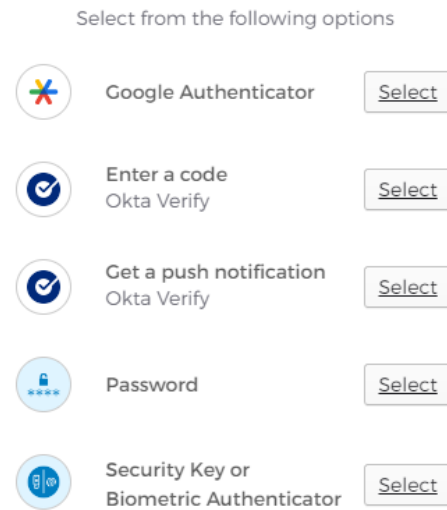 Select from the following options
Google Authenticator
Select
Enter a code
Okta Verify
Select
Get a push notification
Okta Verify
Select
****
Password
Select
Security Key or
Biometric Authenticator
Select